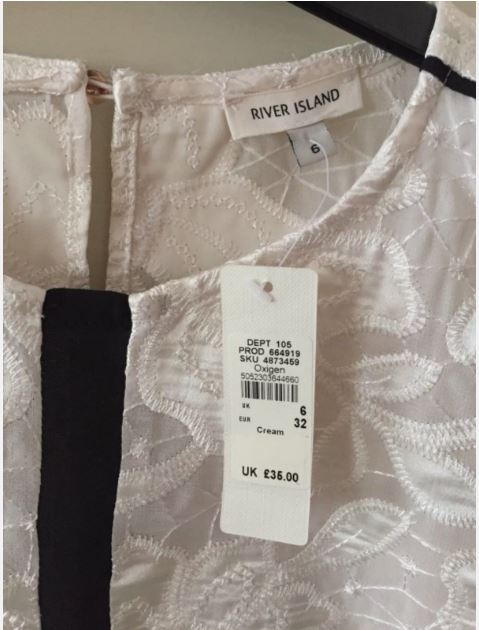 RIVER ISLAND
6
DEPT 105
PROD 664919
SKU 4873459
Oxigen
5052303644660
UK 6
EUR 32
Cream
UK £35.00